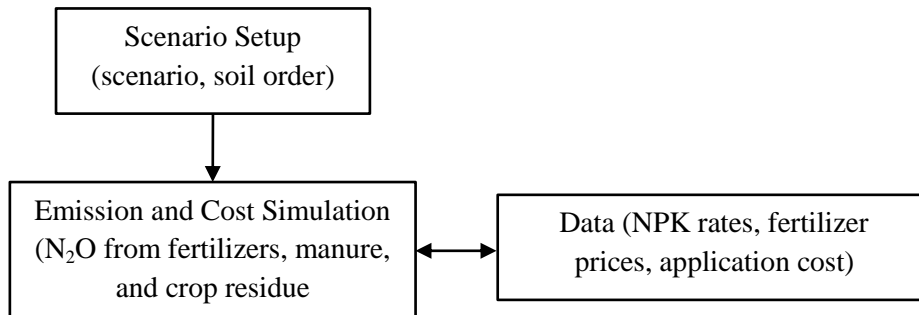 Scenario Setup
(scenario, soil order)
Emission and Cost Simulation
(N₂O from fertilizers, manure,
and crop residue
Data (NPK rates, fertilizer
prices, application cost)